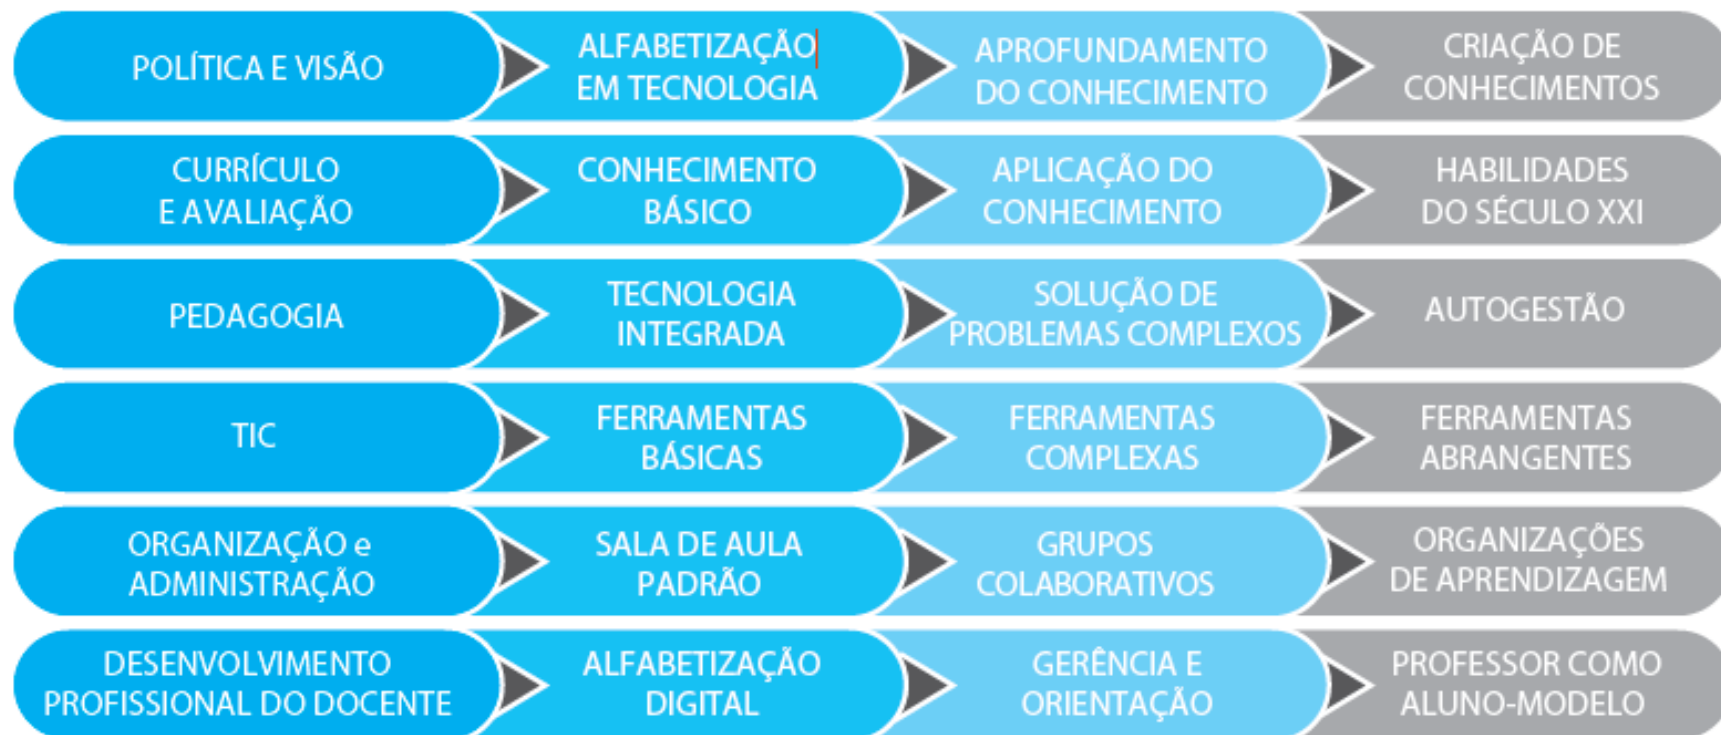 POLÍTICA E VISÃO
ALFABETIZAÇÃO
EM TECNOLOGIA
APROFUNDAMENTO
DO CONHECIMENTO
CRIAÇÃO DE
CONHECIMENTOS
CURRÍCULO
E AVALIAÇÃO
CONHECIMENTO
BÁSICO
APLICAÇÃO DO
CONHECIMENTO
HABILIDADES
DO SÉCULO XXI
PEDAGOGIA
TECNOLOGIA
INTEGRADA
SOLUÇÃO DE
PROBLEMAS COMPLEXOS
AUTOGESTÃO
TIC
FERRAMENTAS
BÁSICAS
FERRAMENTAS
COMPLEXAS
FERRAMENTAS
ABRANGENTES
ORGANIZAÇÃO e
ADMINISTRAÇÃO
SALA DE AULA
PADRÃO
GRUPOS
COLABORATIVOS
ORGANIZAÇÕES
DE APRENDIZAGEM
DESENVOLVIMENTO
PROFISSIONAL DO DOCENTE
ALFABETIZAÇÃO
DIGITAL
GERÊNCIA E
ORIENTAÇÃO
PROFESSOR COMO
ALUNO-MODELO